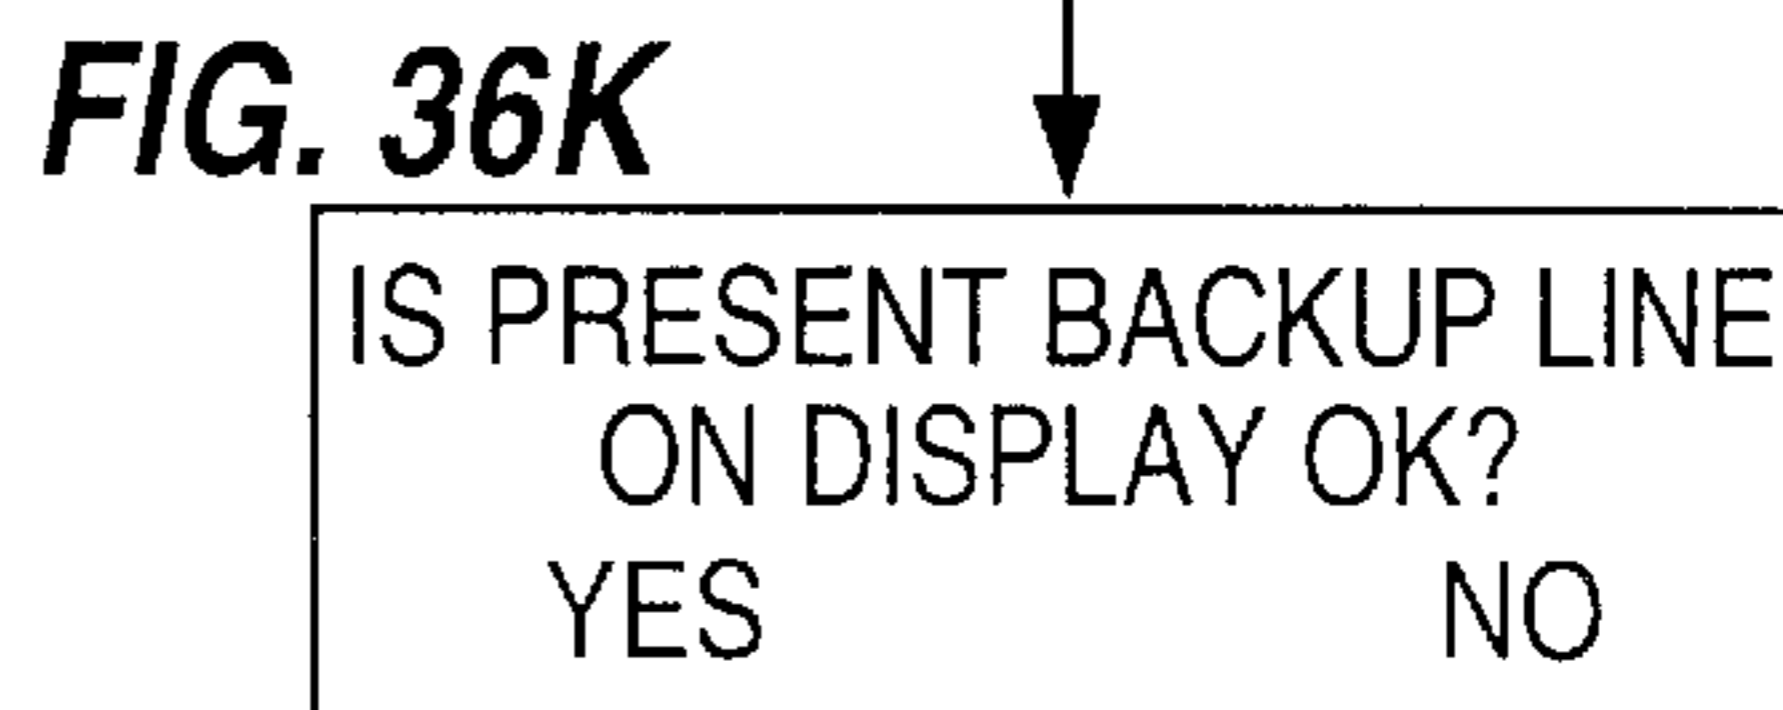 FIG. 36K
IS PRESENT BACKUP LINE
ON DISPLAY OK?
YES NO